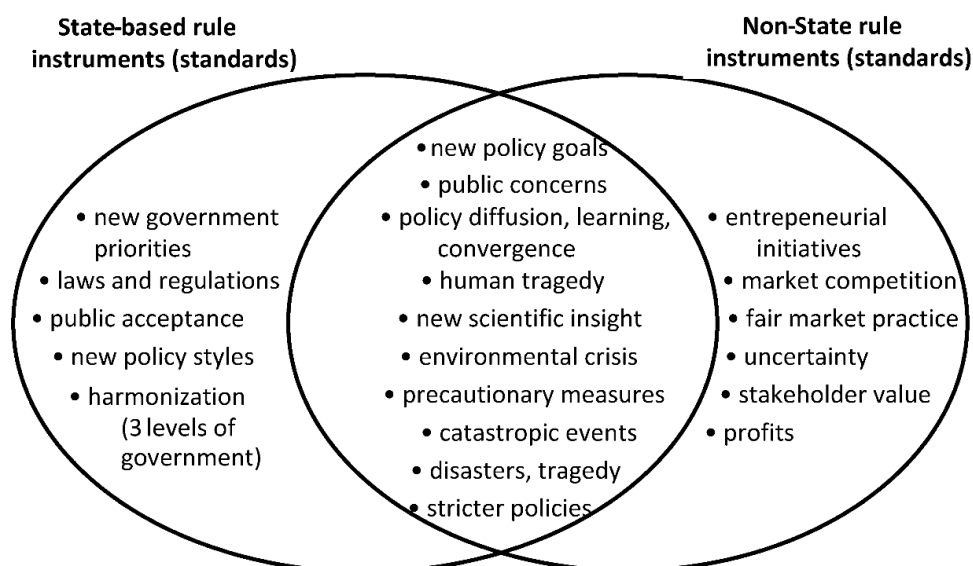 State-based rule
instruments (standards)
Non-State rule
instruments (standards)
• new government
priorities
• laws and regulations
• public acceptance
• new policy styles
• harmonization
(3 levels of
government)
• new policy goals
• public concerns
• policy diffusion, learning,
convergence
• human tragedy
• new scientific insight
• environmental crisis
• precautionary measures
• catastropic events
• disasters, tragedy
• stricter policies
• entrepeneurial
initiatives
• market competition
• fair market practice
• uncertainty
• stakeholder value
• profits